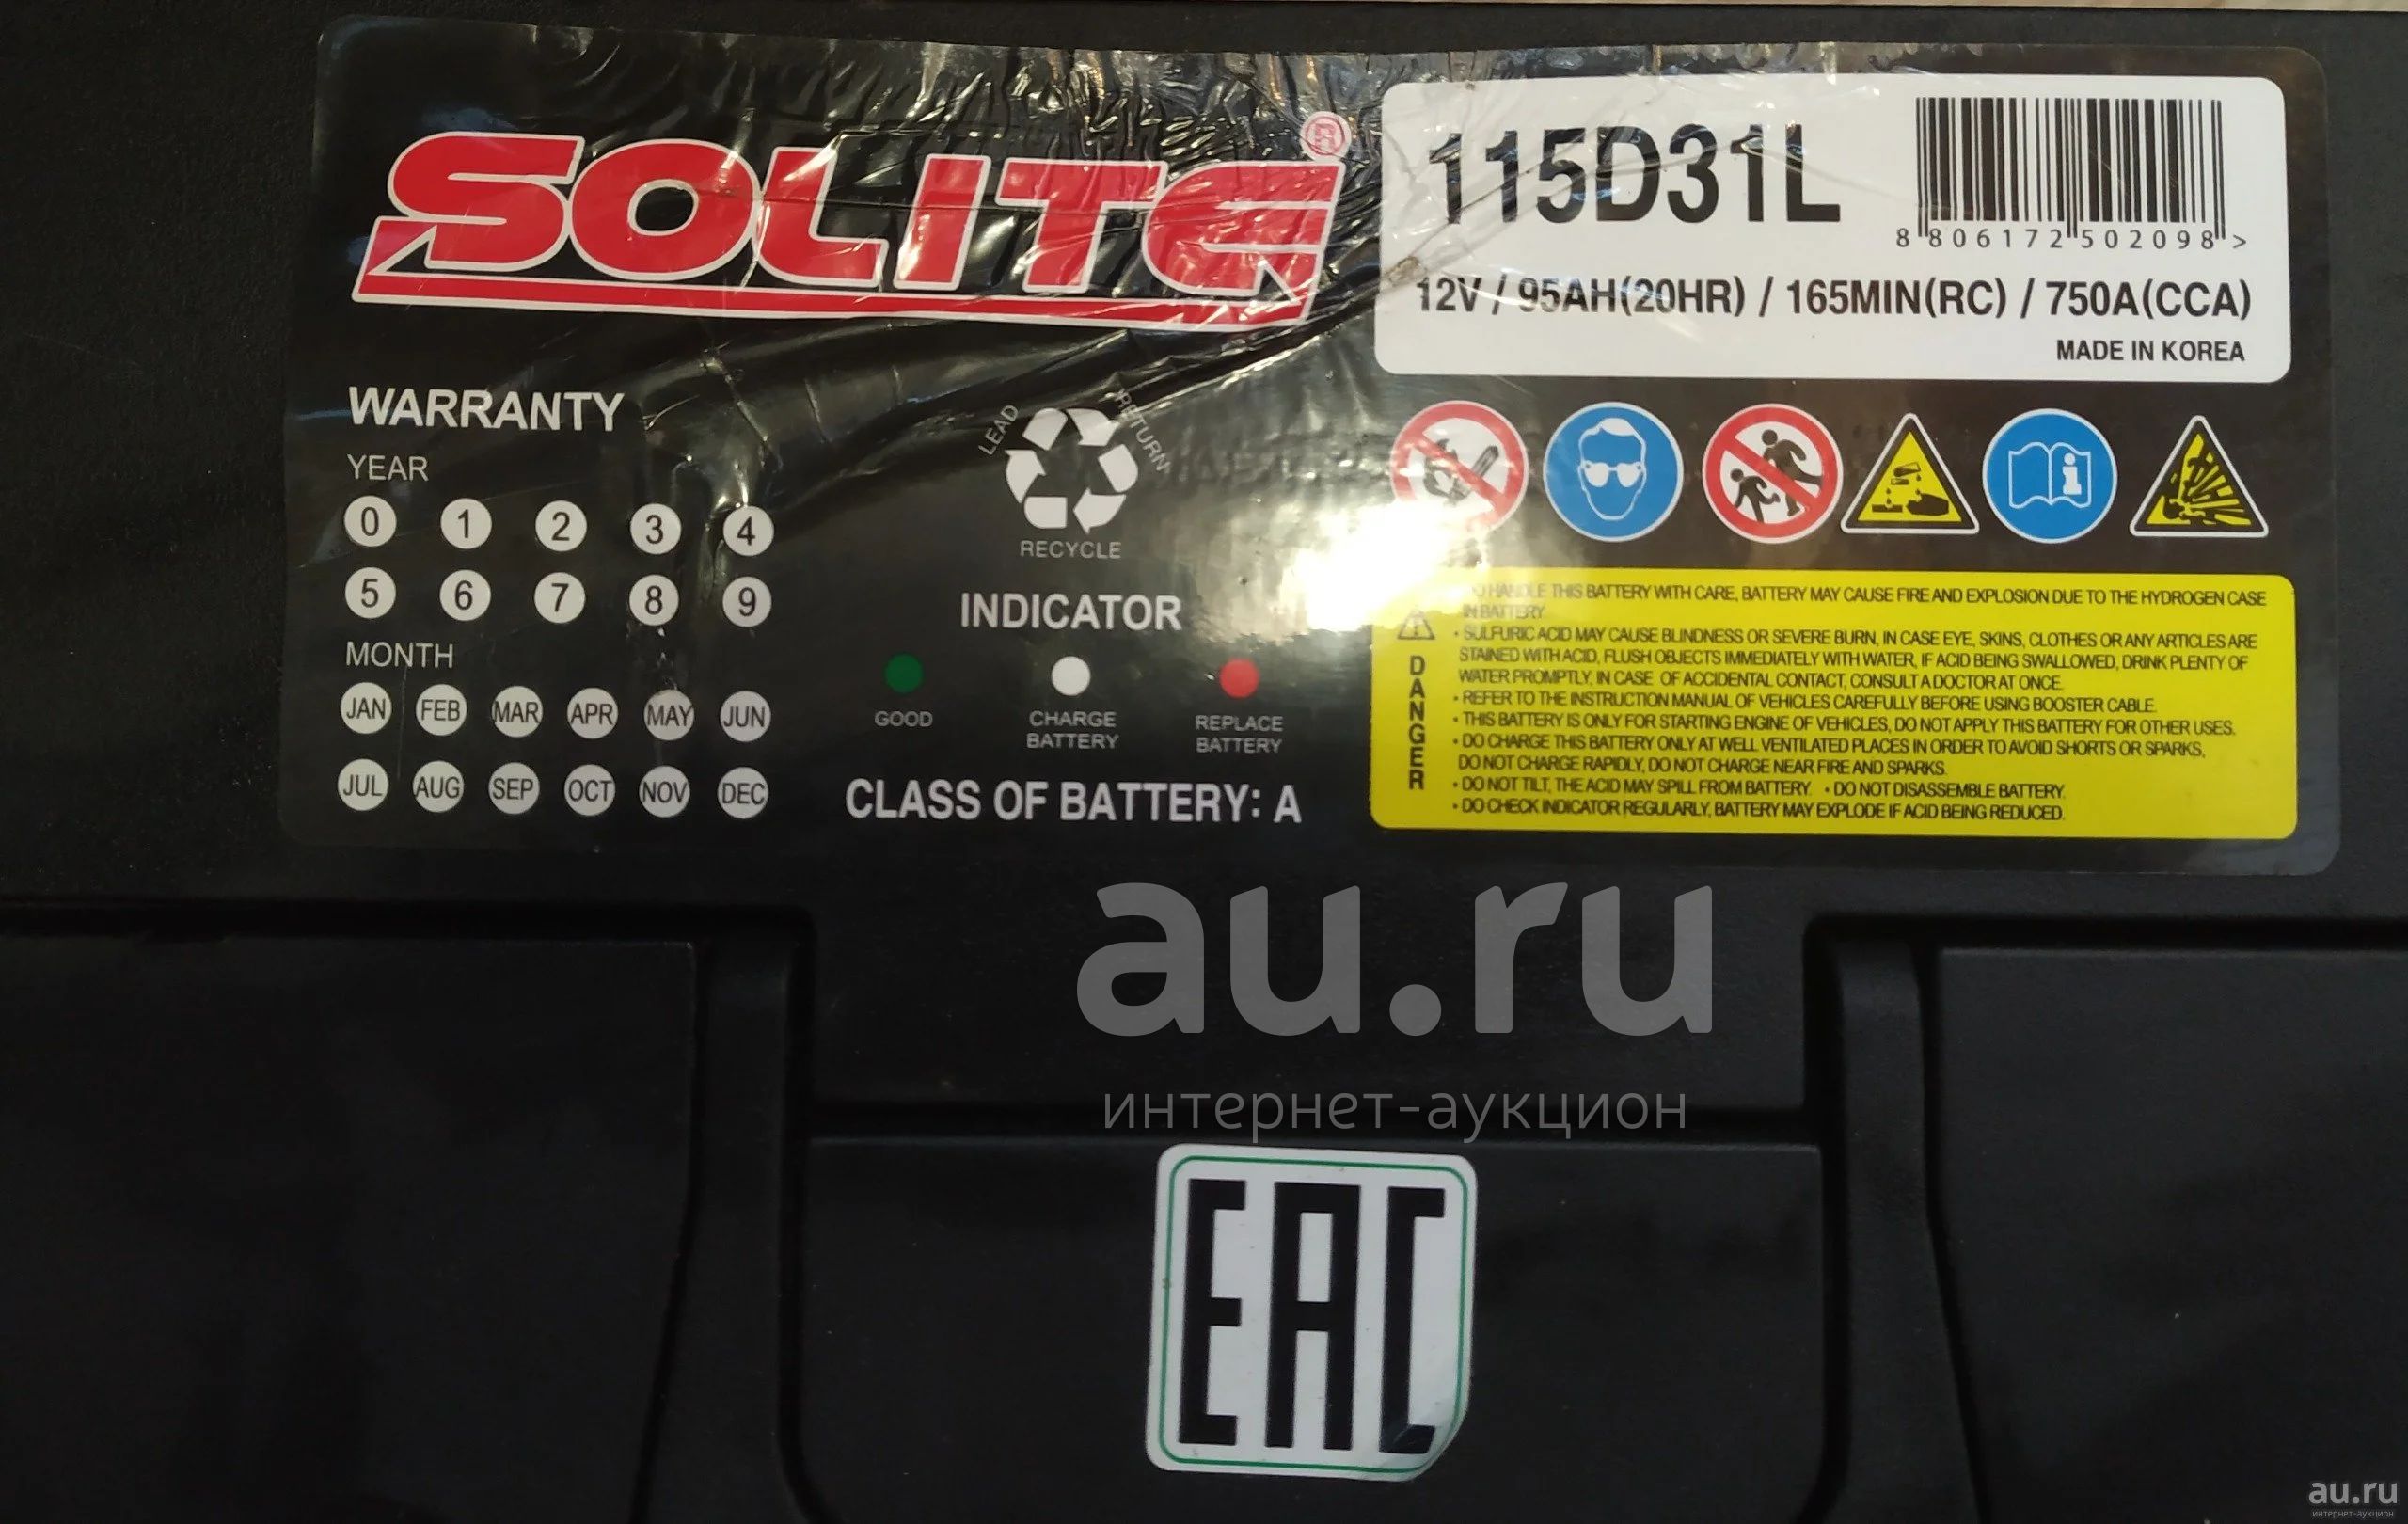 SOLITE ®
115D31L
8 806172 502098 >
12V / 95AH(20HR) / 165MIN(RC) / 750A(CCA)
MADE IN KOREA
WARRANTY
YEAR
0 1 2 3 4
5 6 7 8 9
MONTH
JAN FEB MAR APR MAY JUN
JUL AUG SEP OCT NOV DEC
LEAD RETURN
RECYCLE
INDICATOR
GOOD
CHARGE BATTERY
REPLACE BATTERY
CLASS OF BATTERY: A
DANGER
HANDLE THIS BATTERY WITH CARE, BATTERY MAY CAUSE FIRE AND EXPLOSION DUE TO THE HYDROGEN CASE
IN BATTERY.
• SULFURIC ACID MAY CAUSE BLINDNESS OR SEVERE BURN, IN CASE EYE, SKINS, CLOTHES OR ANY ARTICLES ARE
STAINED WITH ACID, FLUSH OBJECTS IMMEDIATELY WITH WATER, IF ACID BEING SWALLOWED, DRINK PLENTY OF
WATER PROMPTLY, IN CASE OF ACCIDENTAL CONTACT, CONSULT A DOCTOR AT ONCE.
• REFER TO THE INSTRUCTION MANUAL OF VEHICLES CAREFULLY BEFORE USING BOOSTER CABLE.
• THIS BATTERY IS ONLY FOR STARTING ENGINE OF VEHICLES, DO NOT APPLY THIS BATTERY FOR OTHER USES.
• DO CHARGE THIS BATTERY ONLY AT WELL VENTILATED PLACES IN ORDER TO AVOID SHORTS OR SPARKS,
DO NOT CHARGE RAPIDLY, DO NOT CHARGE NEAR FIRE AND SPARKS.
• DO NOT TILT, THE ACID MAY SPILL FROM BATTERY. • DO NOT DISASSEMBLE BATTERY.
• DO CHECK INDICATOR REGULARLY, BATTERY MAY EXPLODE IF ACID BEING REDUCED.
au.ru
интернет-аукцион
EAC
au.ru
интернет-аукцион